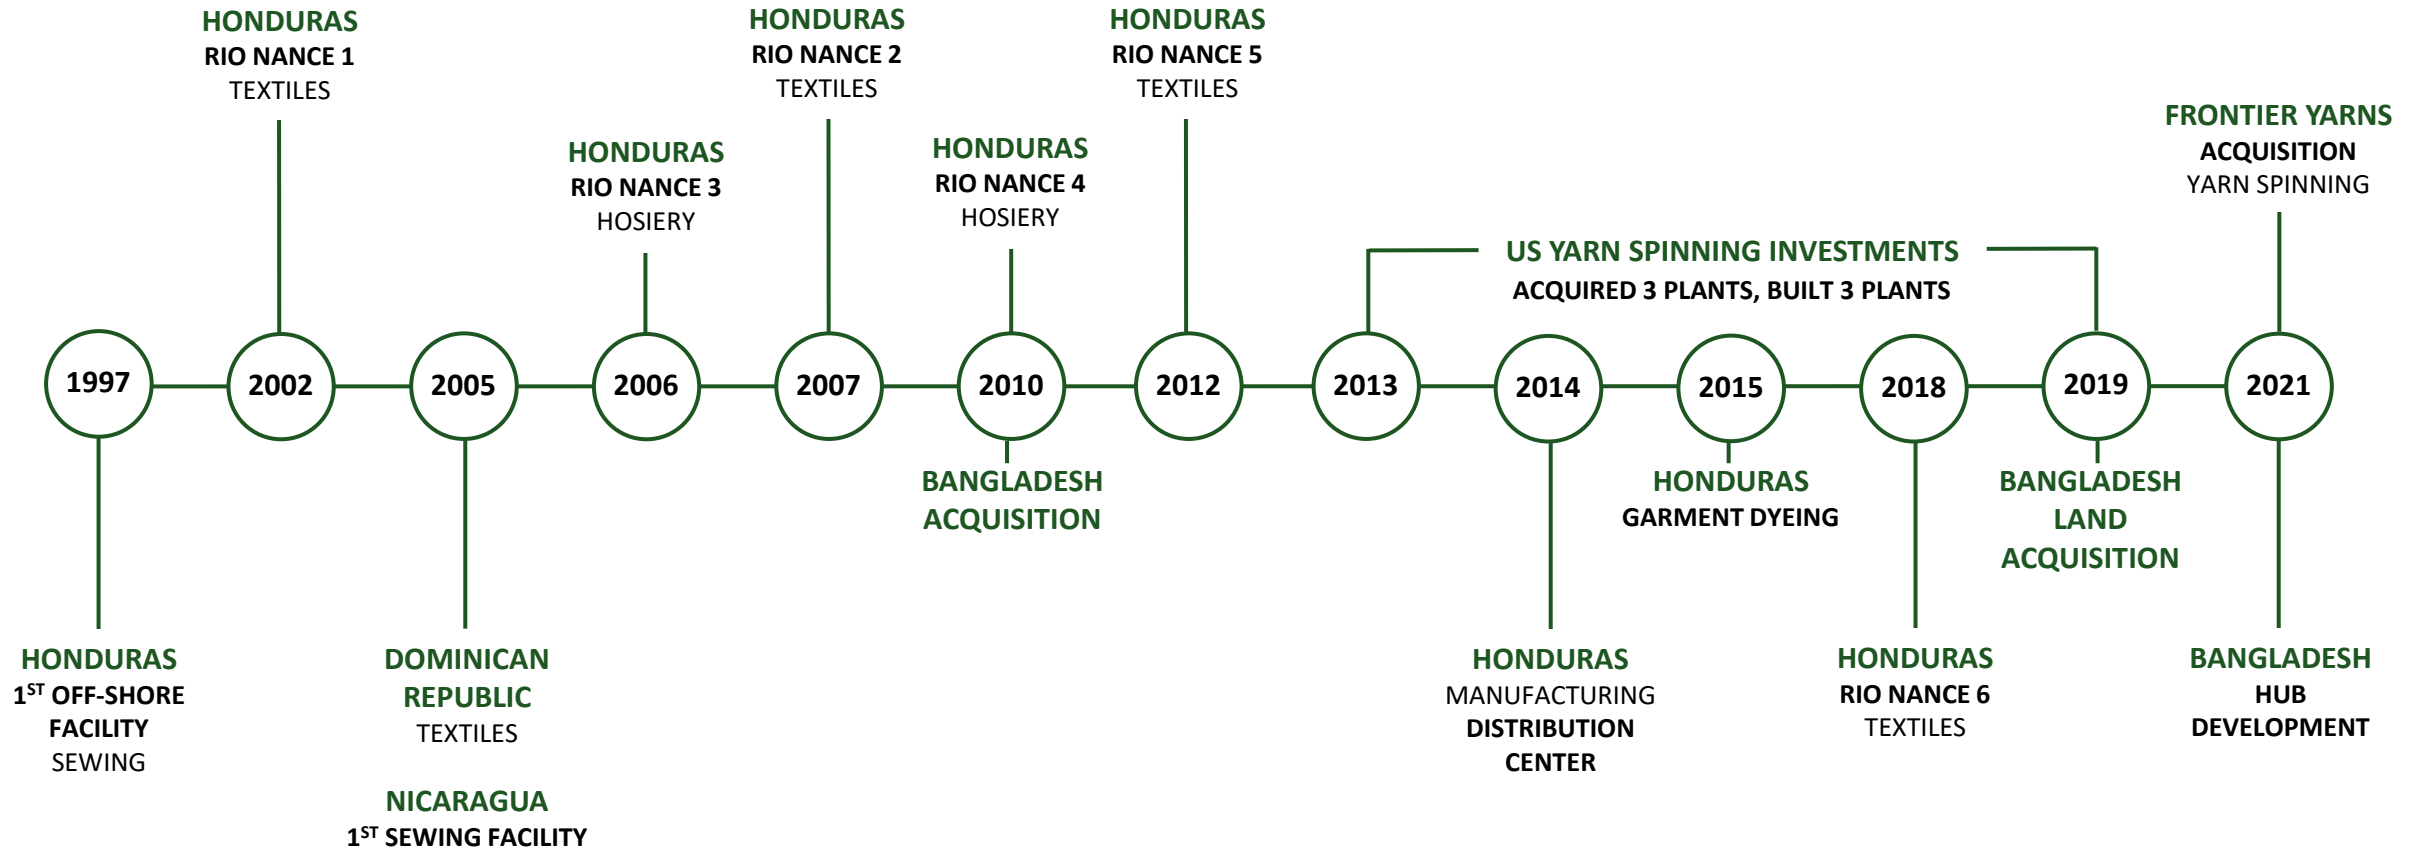 HONDURAS
RIO NANCE 1
TEXTILES
HONDURAS
RIO NANCE 3
HOSIERY
HONDURAS
RIO NANCE 2
TEXTILES
HONDURAS
RIO NANCE 4
HOSIERY
HONDURAS
RIO NANCE 5
TEXTILES
US YARN SPINNING INVESTMENTS
ACQUIRED 3 PLANTS, BUILT 3 PLANTS
FRONTIER YARNS
ACQUISITION
YARN SPINNING
1997
2002
2005
2006
2007
2010
2012
2013
2014
2015
2018
2019
2021
HONDURAS
1ST OFF-SHORE
FACILITY
SEWING
DOMINICAN
REPUBLIC
TEXTILES
NICARAGUA
1ST SEWING FACILITY
BANGLADESH
ACQUISITION
HONDURAS
MANUFACTURING
DISTRIBUTION
CENTER
HONDURAS
GARMENT DYEING
HONDURAS
RIO NANCE 6
TEXTILES
BANGLADESH
LAND
ACQUISITION
BANGLADESH
HUB
DEVELOPMENT